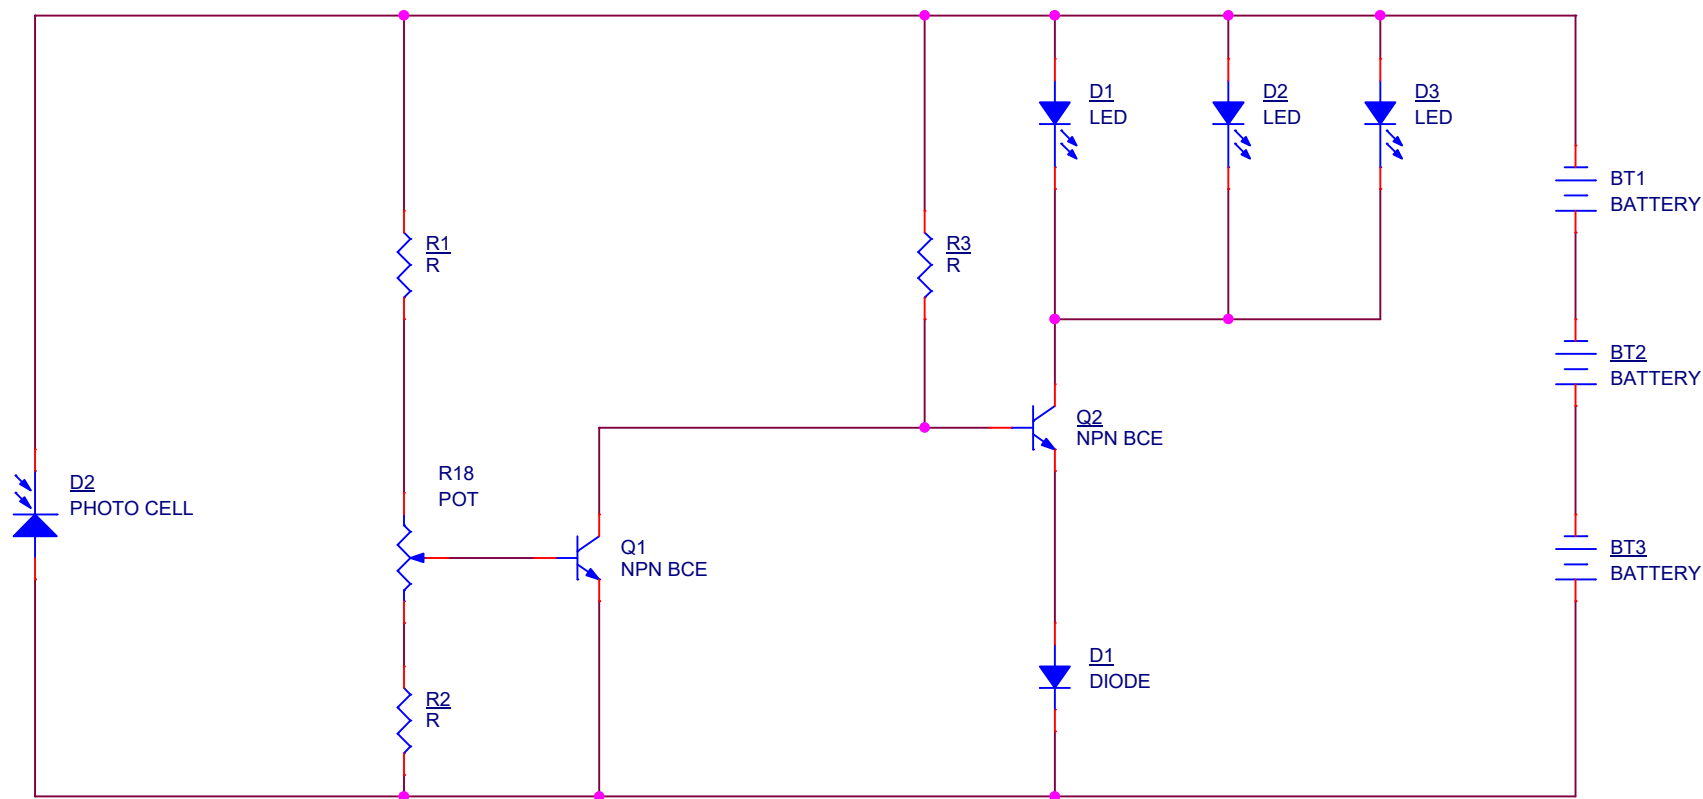 D1
LED
D2
LED
D3
LED
BT1
BATTERY
R1
R
R3
R
BT2
BATTERY
Q2
NPN BCE
D2
PHOTO CELL
R18
POT
Q1
NPN BCE
BT3
BATTERY
D1
DIODE
R2
R